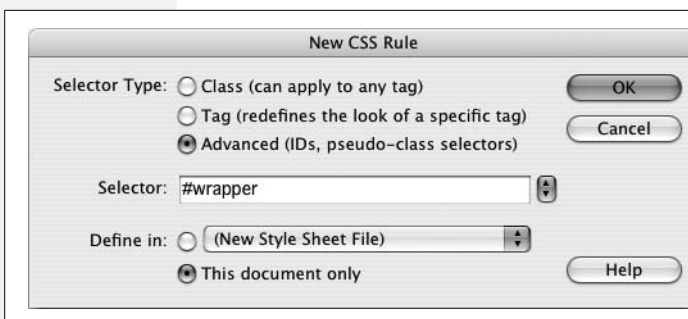 New CSS Rule
Selector Type: Class (can apply to any tag)
OK
Tag (redefines the look of a specific tag)
Cancel
Advanced (IDs, pseudo-class selectors)
Selector: #wrapper
Define in: (New Style Sheet File)
This document only
Help